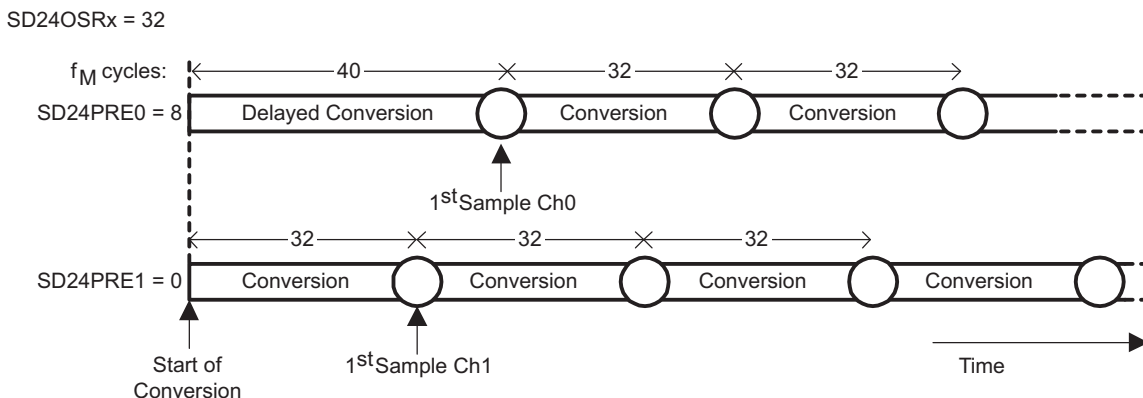 SD24OSRx = 32
f_M cycles: 40 32 32
SD24PRE0 = 8 Delayed Conversion Conversion Conversion
1st Sample Ch0
32 32 32
SD24PRE1 = 0 Conversion Conversion Conversion Conversion
Start of
Conversion
1st Sample Ch1
Time